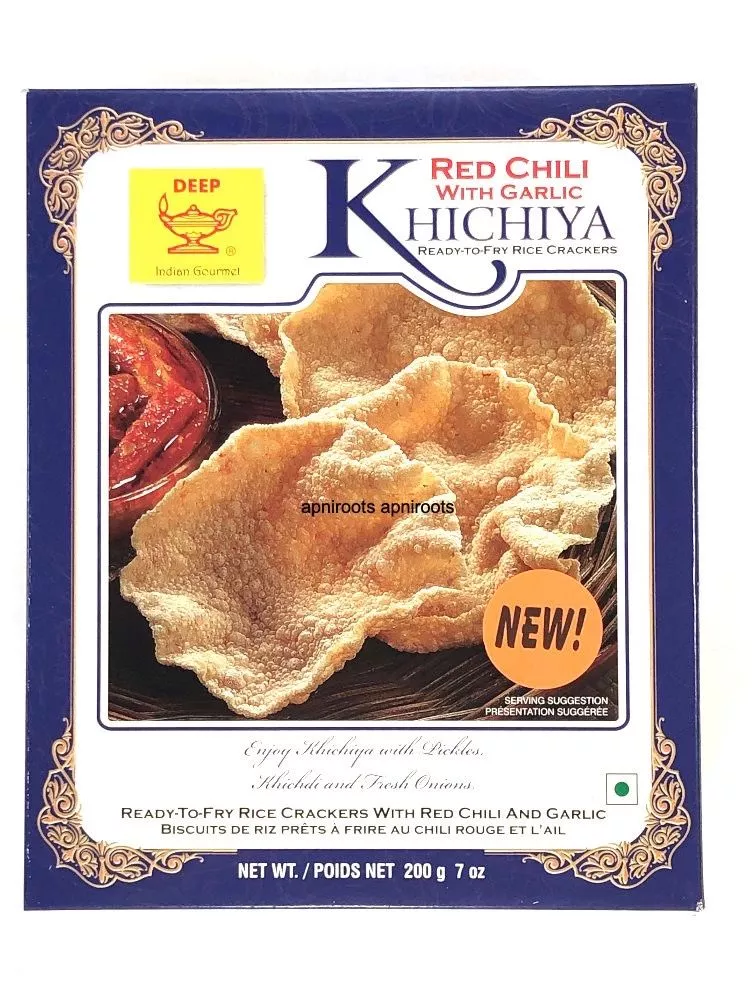 DEEP
®
Indian Gourmet
RED CHILI
WITH GARLIC
KHICHIYA
READY-TO-FRY RICE CRACKERS
apniroots apniroots
NEW!
SERVING SUGGESTION
PRÉSENTATION SUGGÉRÉE
Enjoy Khichiya with Pickles,
Khichdi and Fresh Onions.
READY-TO-FRY RICE CRACKERS WITH RED CHILI AND GARLIC
BISCUITS DE RIZ PRÊTS À FRIRE AU CHILI ROUGE ET L'AIL
NET WT. / POIDS NET 200 g 7 oz